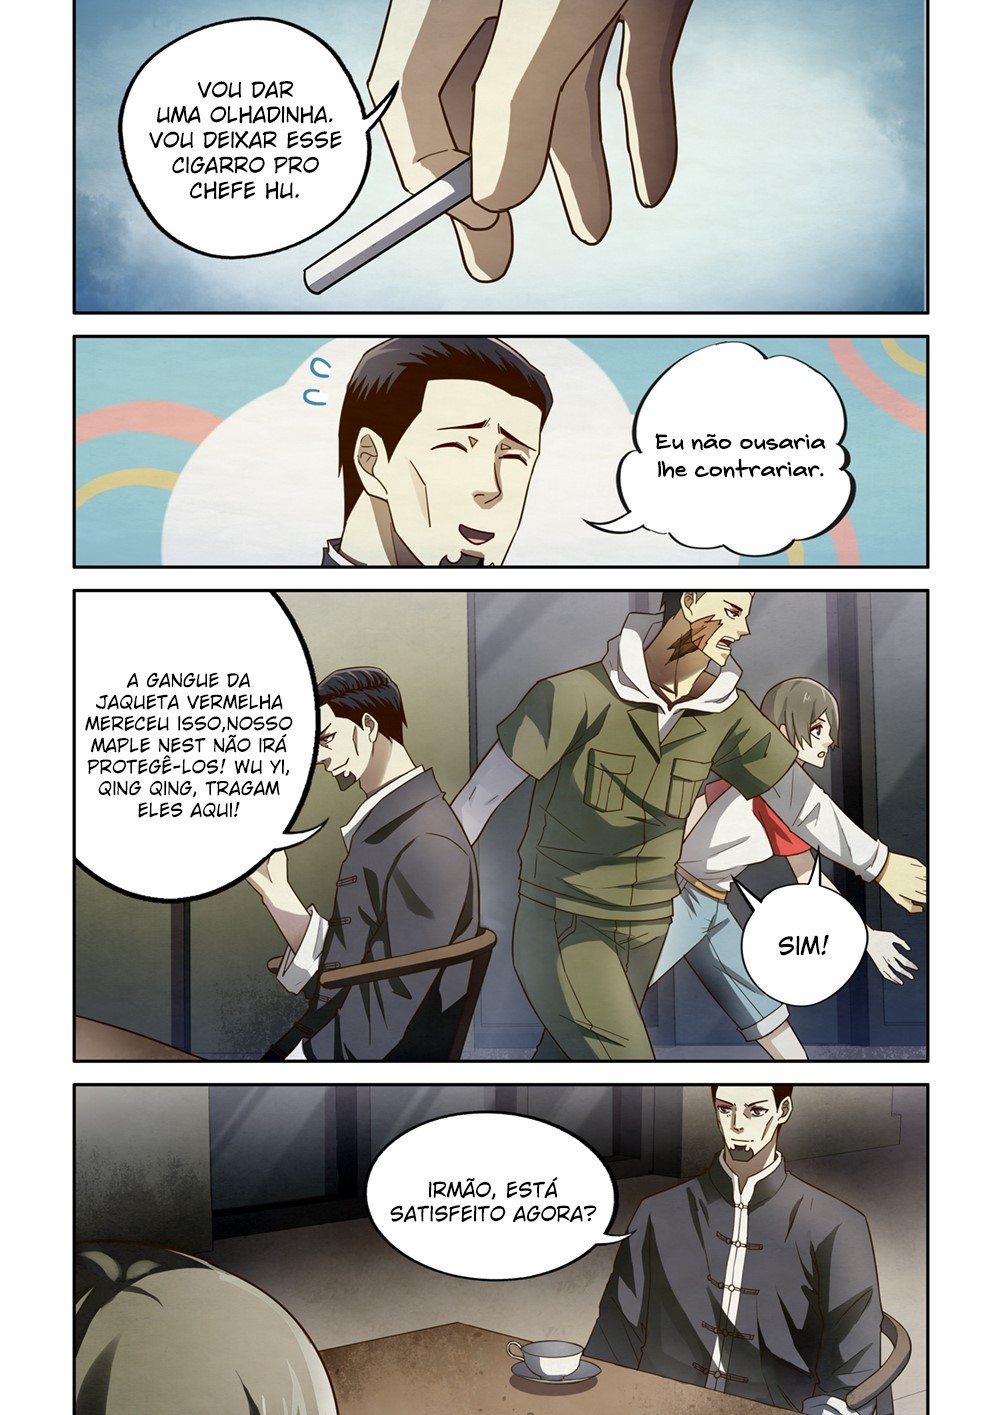 VOU DAR
UMA OLHADINHA.
VOU DEIXAR ESSE
CIGARRO PRO
CHEFE HU.
Eu não ousaria
lhe contrariar.
A GANGUE DA
JAQUETA VERMELHA
MERECEU ISSO,NOSSO
MAPLE NEST NÃO IRÁ
PROTEGÊ-LOS! WU YI,
QING QING, TRAGAM
ELES AQUI!
SIM!
IRMÃO, ESTÁ
SATISFEITO AGORA?